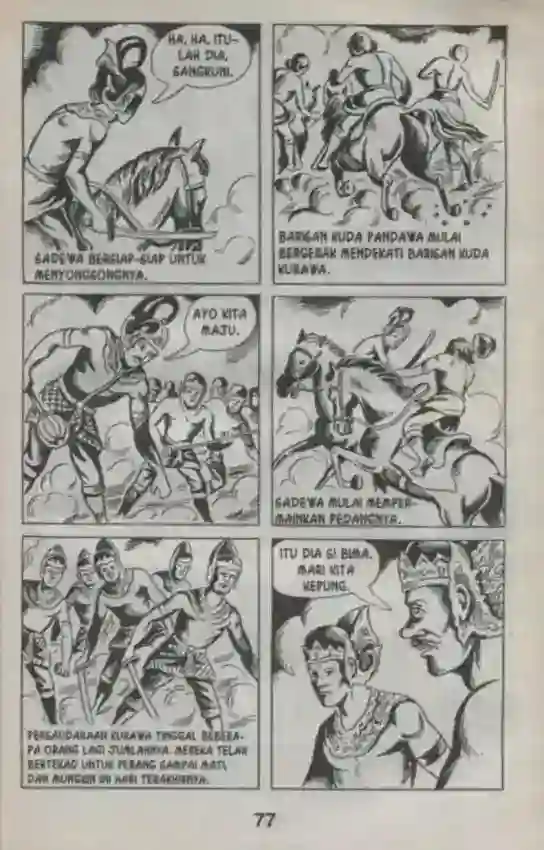 HA, HA, ITU-
LAH DIA,
SANGKUNI.
SADEWA BERSIAP-SIAP UNTUK
MENYONGSONGNYA.
BARISAN KUDA PANDAWA MULAI
BERGERAK MENDEKATI BARISAN KUDA
KURAWA.
AYO KITA
MAJU.
SADEWA MULAI MEMPER-
MAINKAN PEDANGNYA.
PERSAUDARAAN KURAWA TINGGAL BEBERA-
PA ORANG LAGI JUMLAHNYA. MEREKA TELAH
BERTEKAD UNTUK PERANG SAMPAI MATI,
DAN MUNGKIN INI HARI TERAKHIRNYA.
ITU DIA SI BIMA.
MARI KITA
KEPUNG.
77